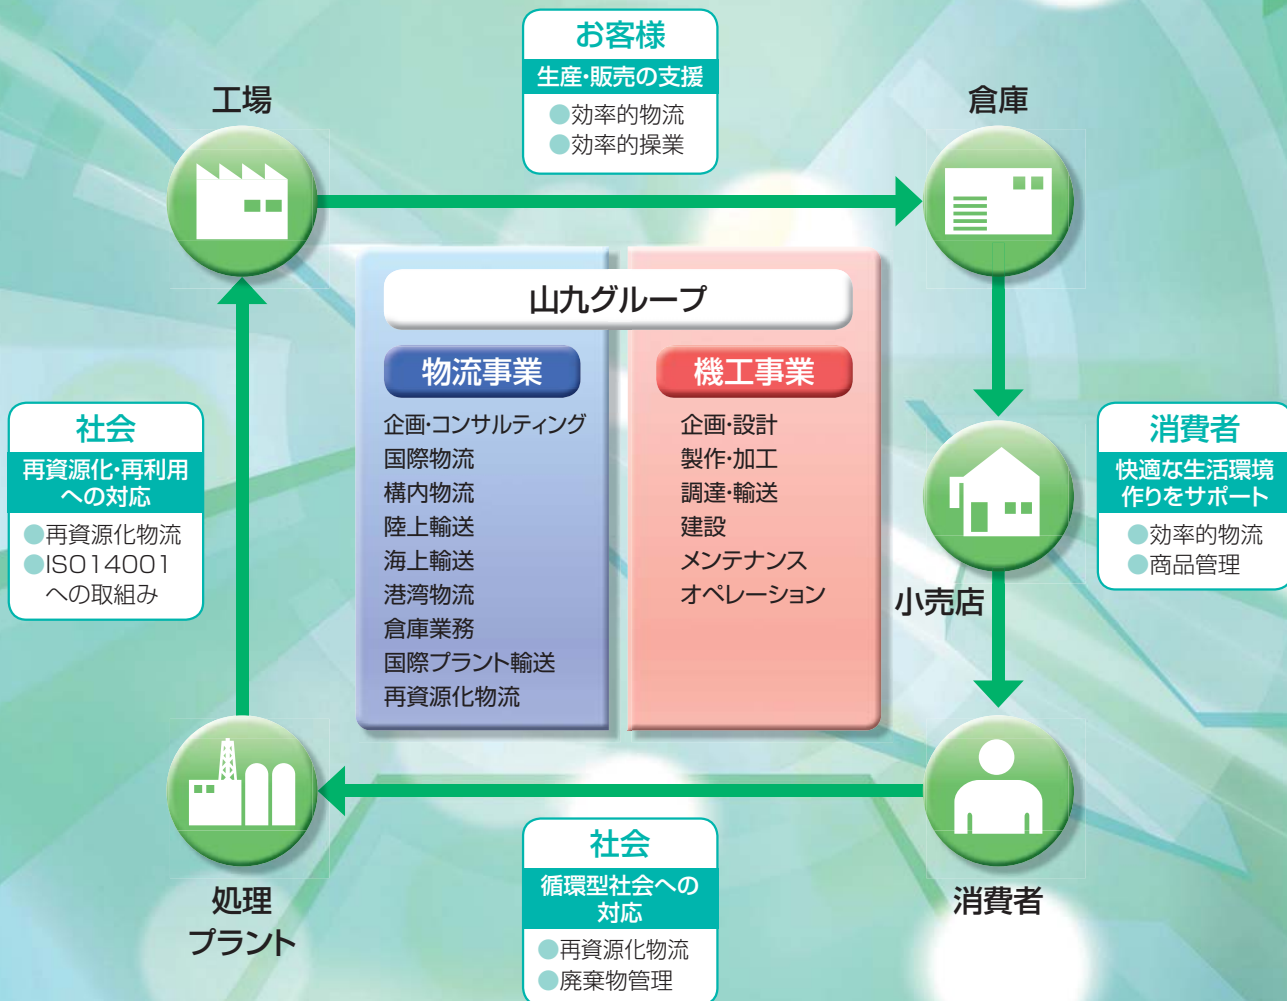 お客様
生産・販売の支援
●効率的物流
●効率的操業
工場
倉庫
山九グループ
物流事業
企画・コンサルティング
国際物流
構内物流
陸上輸送
海上輸送
港湾物流
倉庫業務
国際プラント輸送
再資源化物流
機工事業
企画・設計
製作・加工
調達・輸送
建設
メンテナンス
オペレーション
社会
再資源化・再利用
への対応
●再資源化物流
●ISO14001
への取組み
消費者
快適な生活環境
作りをサポート
●効率的物流
●商品管理
小売店
処理
プラント
社会
循環型社会への
対応
●再資源化物流
●廃棄物管理
消費者